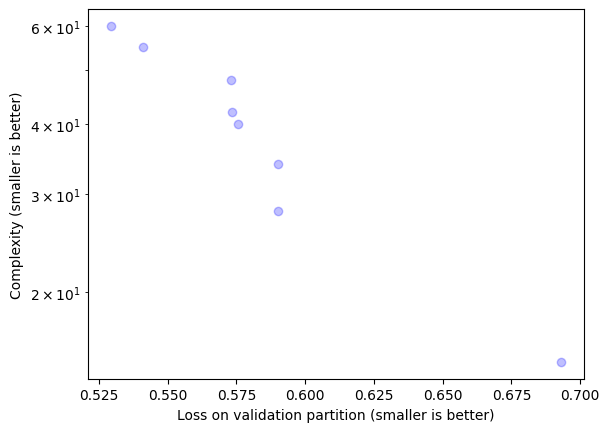 6 × 10¹
4 × 10¹
3 × 10¹
2 × 10¹
Complexity (smaller is better)
0.525 0.550 0.575 0.600 0.625 0.650 0.675 0.700
Loss on validation partition (smaller is better)